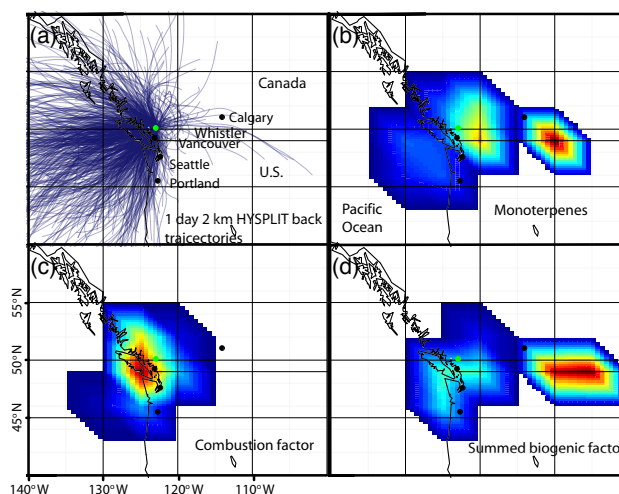 (a)
Canada
Calgary
Whistler
Vancouver
Seattle
U.S.
Portland
1 day 2 km HYSPLIT back
traicectories
(b)
Pacific
Ocean
Monoterpenes
(c)
55°N
50°N
45°N
Combustion factor
140°W
130°W
120°W
110°W
(d)
Summed biogenic factor